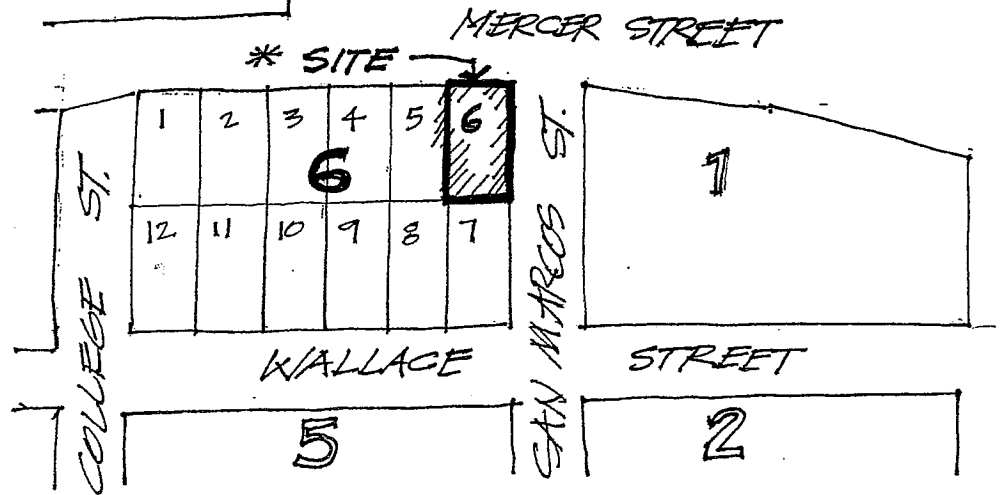 MERCER STREET
* SITE
1 2 3 4 5 6
6
1
12 11 10 9 8 7
COLLEGE ST.
SAN MARCOS ST.
WALLACE STREET
5
2